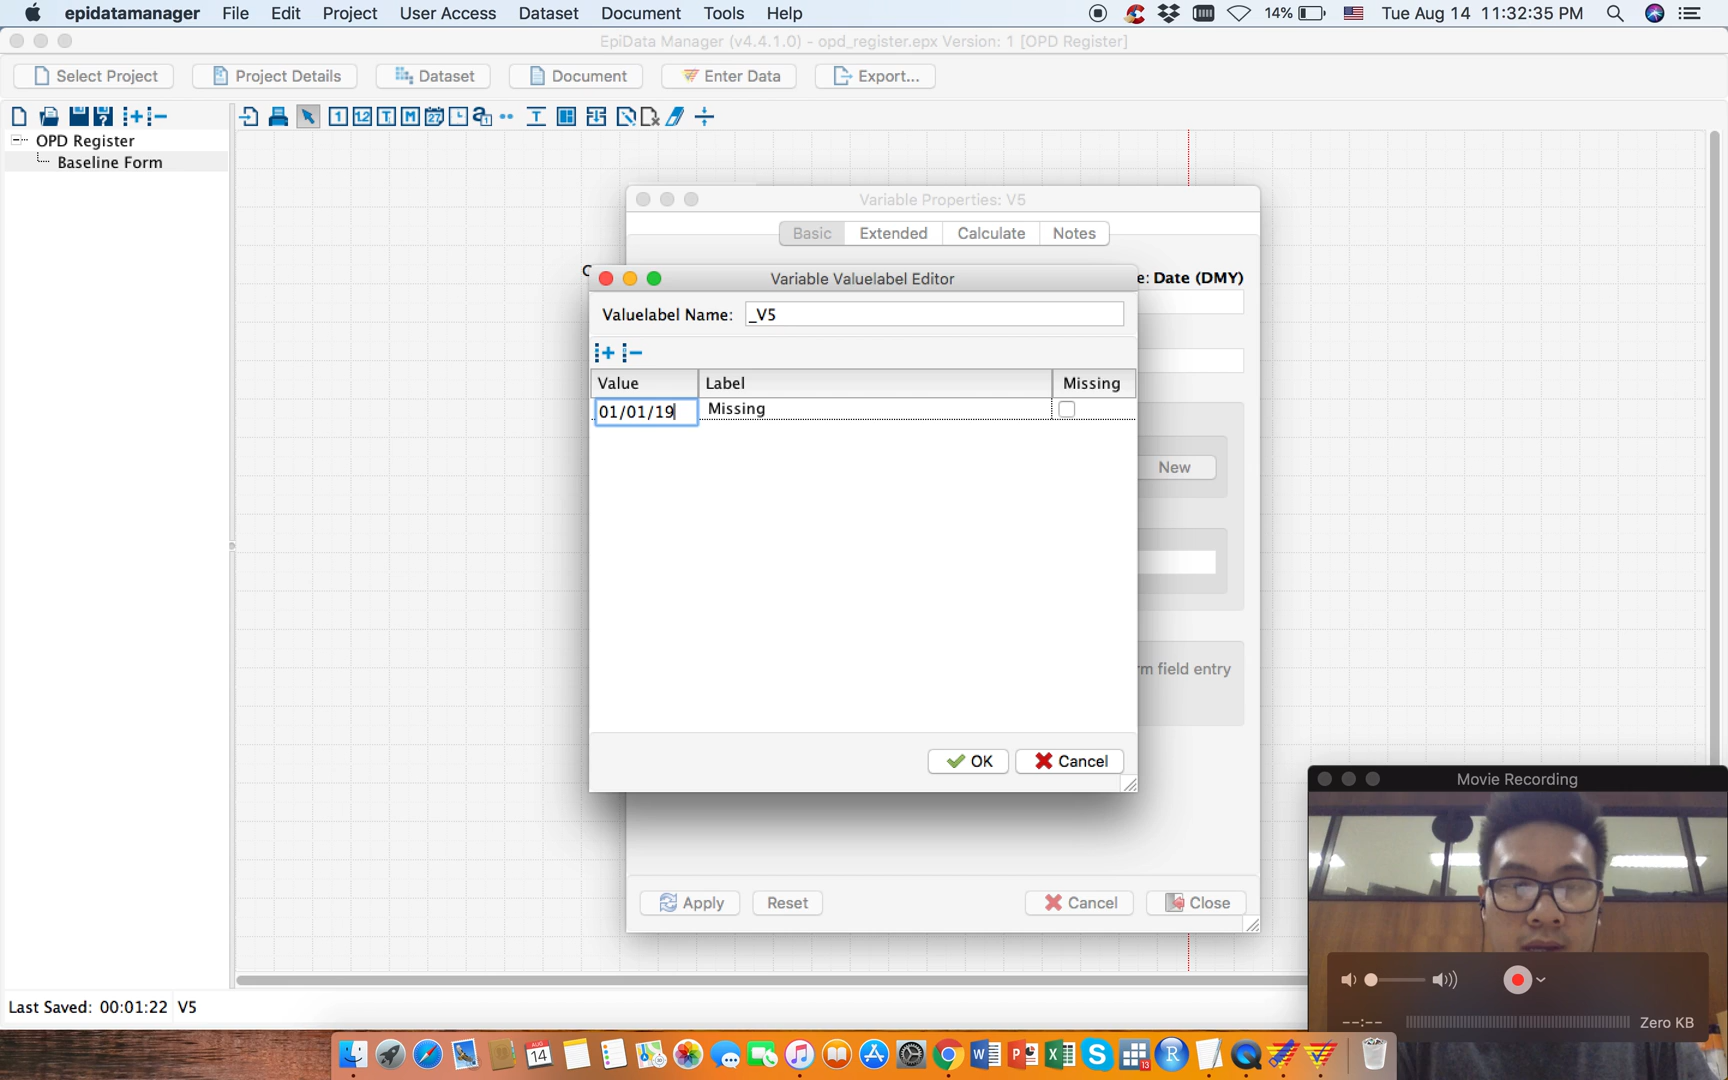 epidatamanager File Edit Project User Access Dataset Document Tools Help 14% Tue Aug 14 11:32:35 PM
EpiData Manager (v4.4.1.0) - opd_register.epx Version: 1 [OPD Register]
Select Project Project Details Dataset Document Enter Data Export...
OPD Register
Baseline Form
Variable Properties: V5
Basic Extended Calculate Notes
e: Date (DMY)
Variable Valuelabel Editor
Valuelabel Name: _V5
Value Label Missing
01/01/19 Missing
New
m field entry
OK Cancel
Apply Reset Cancel Close
Movie Recording
--:-- Zero KB
Last Saved: 00:01:22 V5